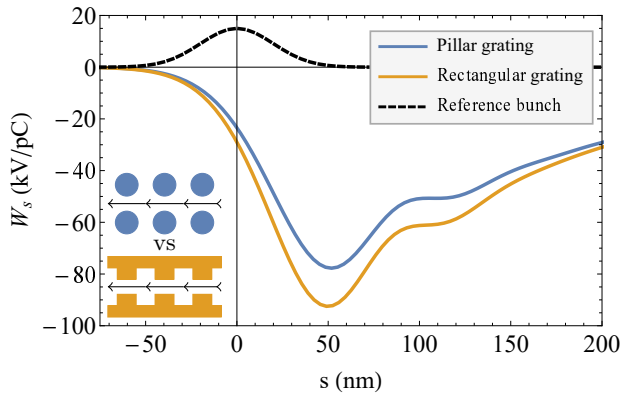 20
0
−20
−40
−60
−80
−100
W_s (kV/pC)
Pillar grating
Rectangular grating
Reference bunch
vs
−50 0 50 100 150 200
s (nm)